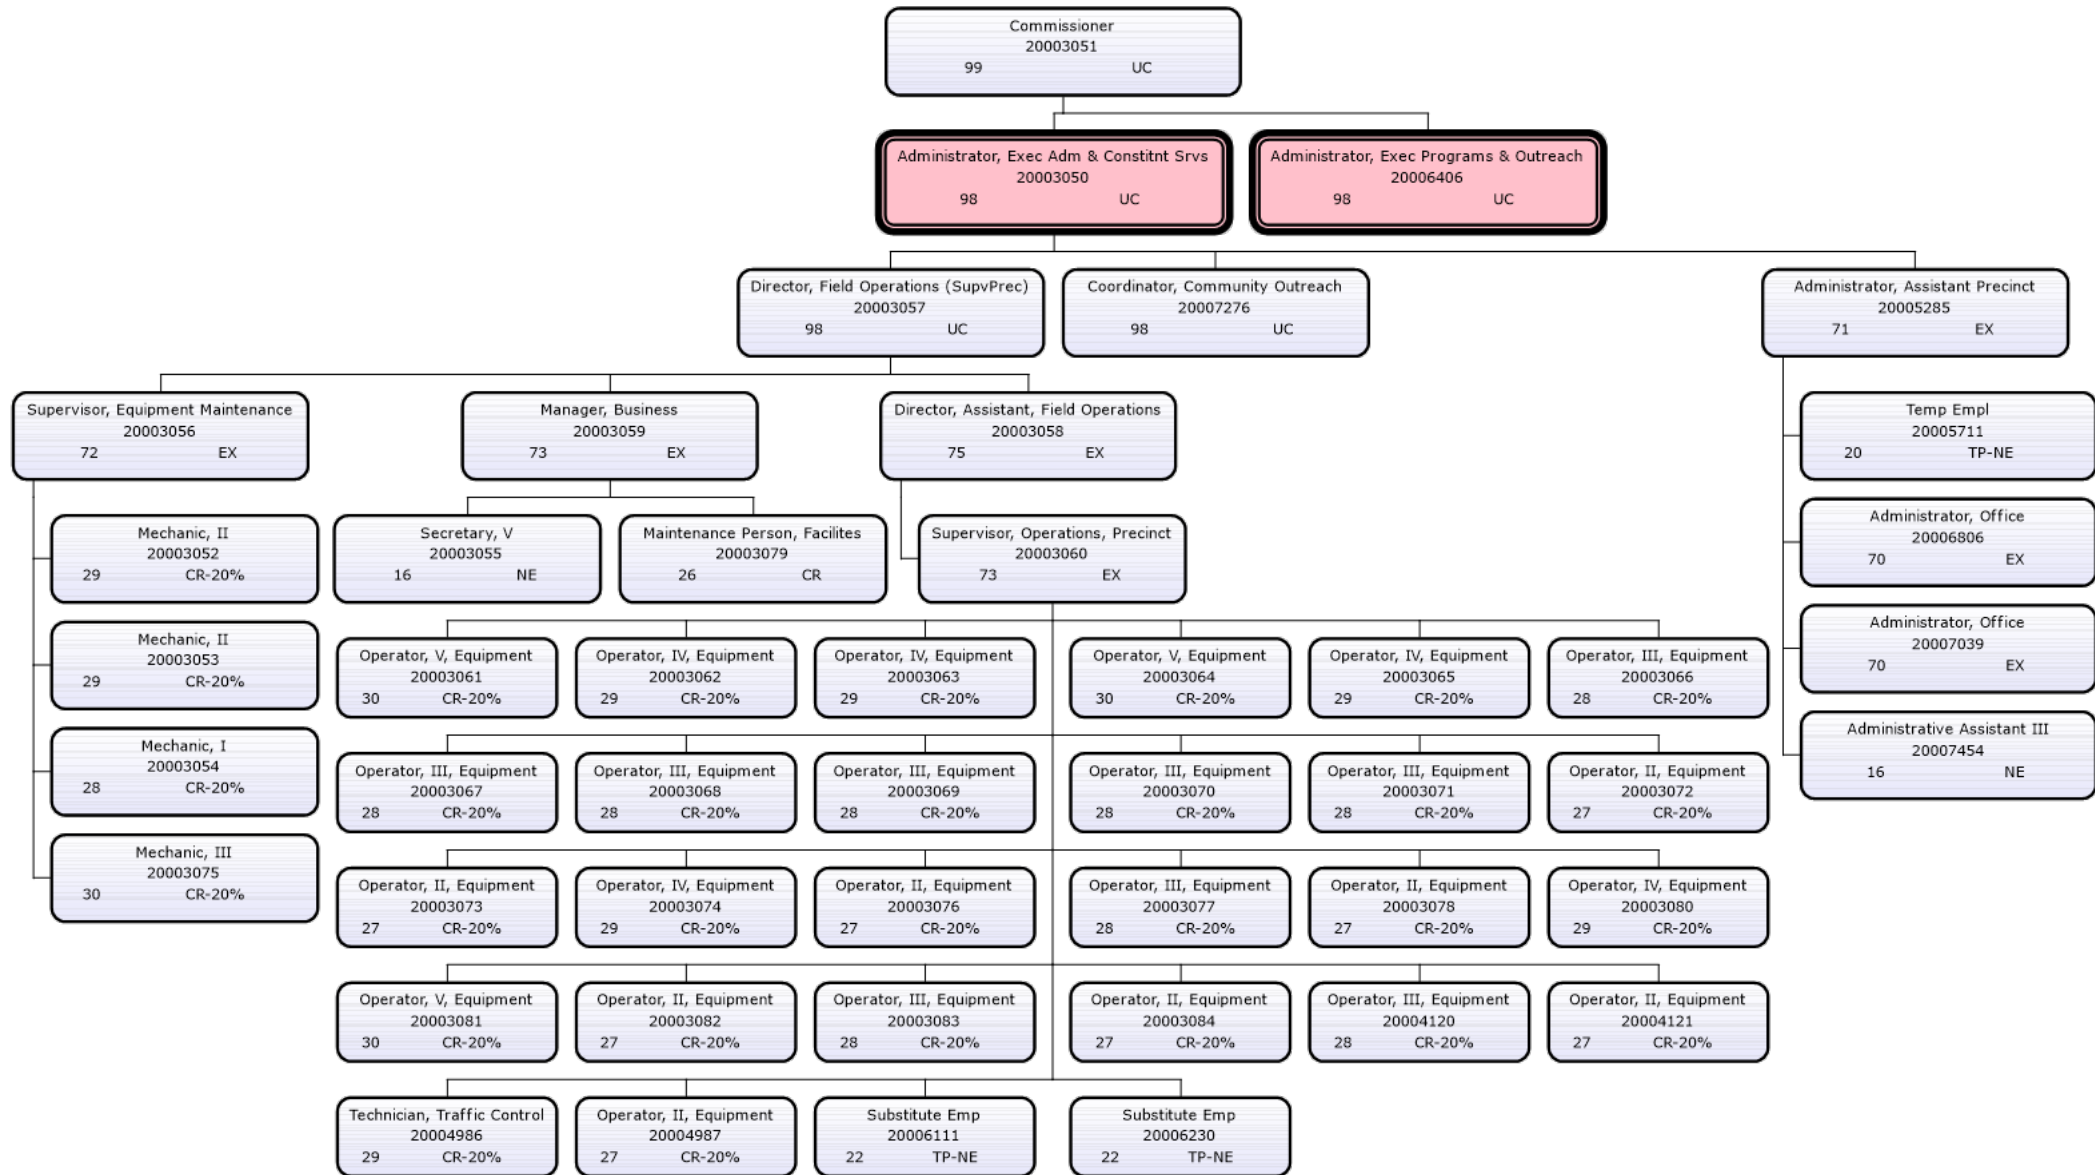 Commissioner
20003051
99 UC
Administrator, Exec Adm & Constitnt Srvs
20003050
98 UC
Administrator, Exec Programs & Outreach
20006406
98 UC
Director, Field Operations (SupvPrec)
20003057
98 UC
Coordinator, Community Outreach
20007276
98 UC
Administrator, Assistant Precinct
20005285
71 EX
Supervisor, Equipment Maintenance
20003056
72 EX
Manager, Business
20003059
73 EX
Director, Assistant, Field Operations
20003058
75 EX
Temp Empl
20005711
20 TP-NE
Administrator, Office
20006806
70 EX
Administrator, Office
20007039
70 EX
Administrative Assistant III
20007454
16 NE
Mechanic, II
20003052
29 CR-20%
Mechanic, II
20003053
29 CR-20%
Mechanic, I
20003054
28 CR-20%
Mechanic, III
20003075
30 CR-20%
Secretary, V
20003055
16 NE
Maintenance Person, Facilites
20003079
26 CR
Supervisor, Operations, Precinct
20003060
73 EX
Operator, V, Equipment
20003061
30 CR-20%
Operator, IV, Equipment
20003062
29 CR-20%
Operator, IV, Equipment
20003063
29 CR-20%
Operator, V, Equipment
20003064
30 CR-20%
Operator, IV, Equipment
20003065
29 CR-20%
Operator, III, Equipment
20003066
28 CR-20%
Operator, III, Equipment
20003067
28 CR-20%
Operator, III, Equipment
20003068
28 CR-20%
Operator, III, Equipment
20003069
28 CR-20%
Operator, III, Equipment
20003070
28 CR-20%
Operator, III, Equipment
20003071
28 CR-20%
Operator, II, Equipment
20003072
27 CR-20%
Operator, II, Equipment
20003073
27 CR-20%
Operator, IV, Equipment
20003074
29 CR-20%
Operator, II, Equipment
20003076
27 CR-20%
Operator, III, Equipment
20003077
28 CR-20%
Operator, II, Equipment
20003078
27 CR-20%
Operator, IV, Equipment
20003080
29 CR-20%
Operator, V, Equipment
20003081
30 CR-20%
Operator, II, Equipment
20003082
27 CR-20%
Operator, III, Equipment
20003083
28 CR-20%
Operator, II, Equipment
20003084
27 CR-20%
Operator, III, Equipment
20004120
28 CR-20%
Operator, II, Equipment
20004121
27 CR-20%
Technician, Traffic Control
20004986
29 CR-20%
Operator, II, Equipment
20004987
27 CR-20%
Substitute Emp
20006111
22 TP-NE
Substitute Emp
20006230
22 TP-NE